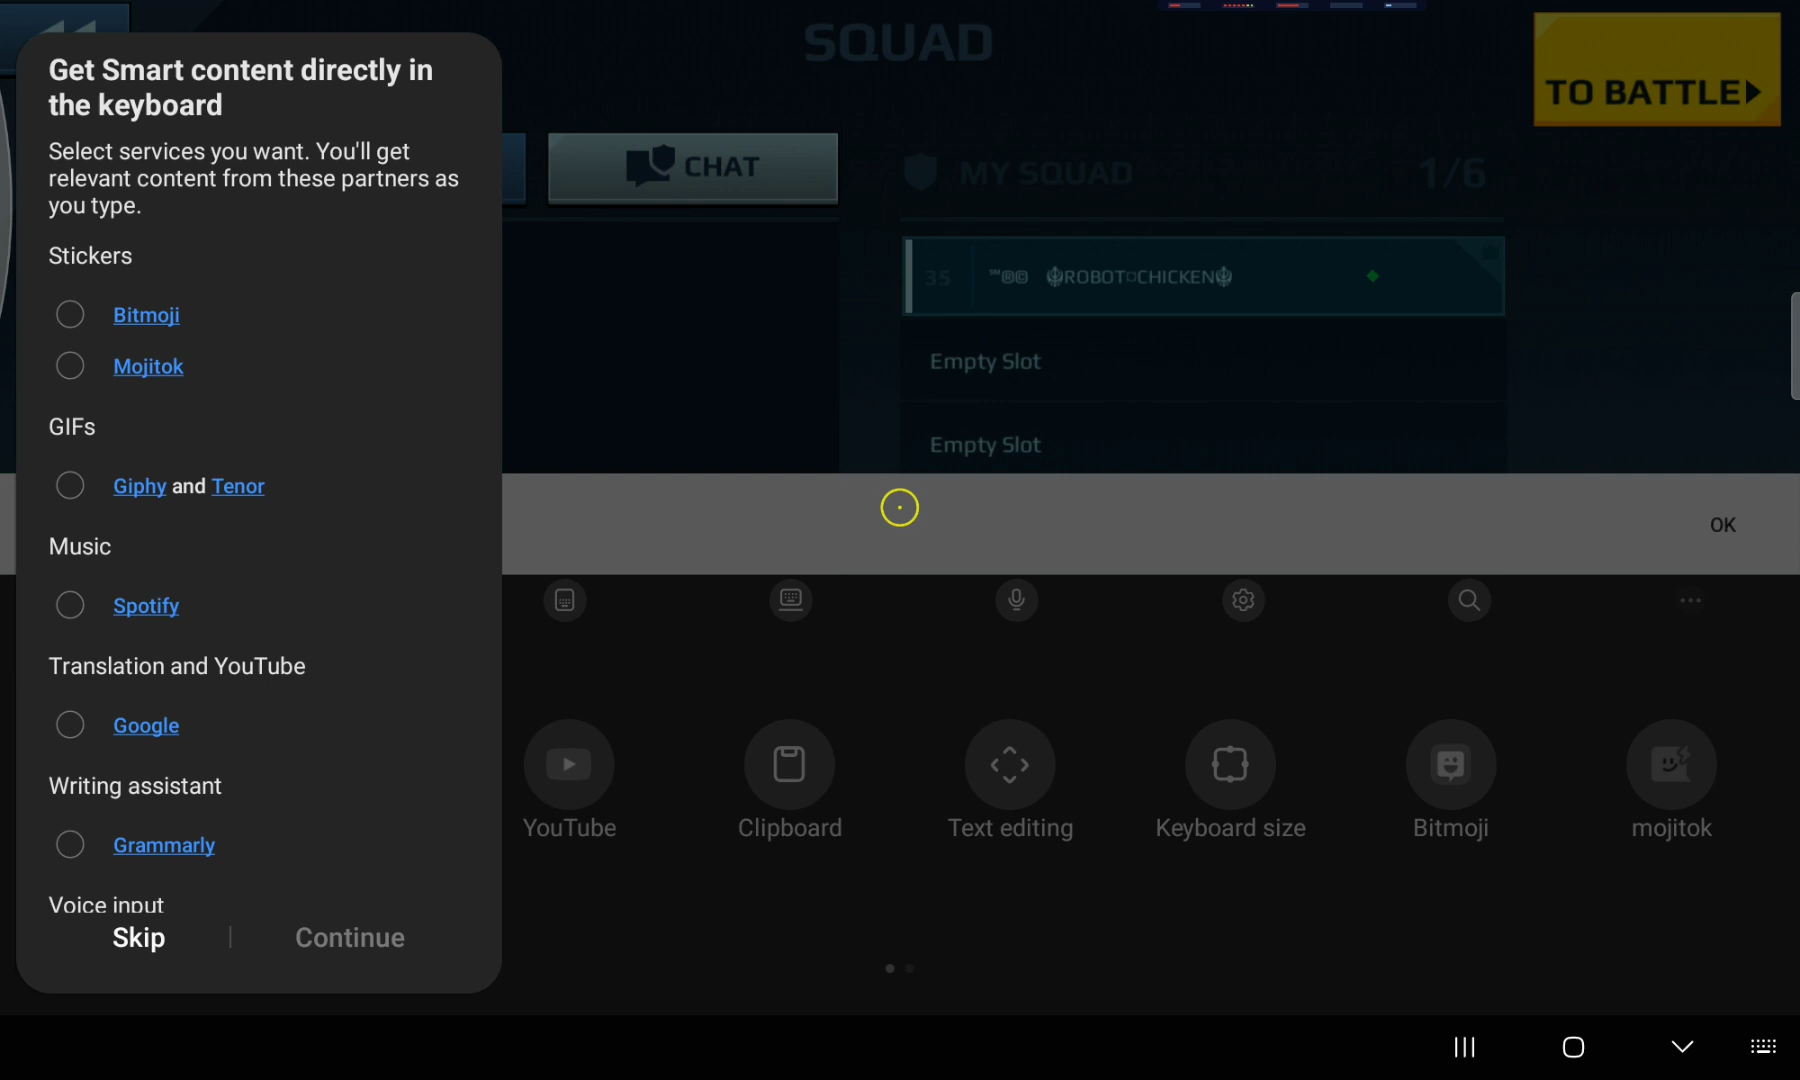 Get Smart content directly in
the keyboard
Select services you want. You'll get
relevant content from these partners as
you type.
Stickers
Bitmoji
Mojitok
GIFs
Giphy and Tenor
Music
Spotify
Translation and YouTube
Google
Writing assistant
Grammarly
Voice input
Skip
Continue
SQUAD
TO BATTLE
CHAT
MY SQUAD
1/6
35
ROBOT CHICKEN
Empty Slot
Empty Slot
OK
YouTube
Clipboard
Text editing
Keyboard size
Bitmoji
mojitok